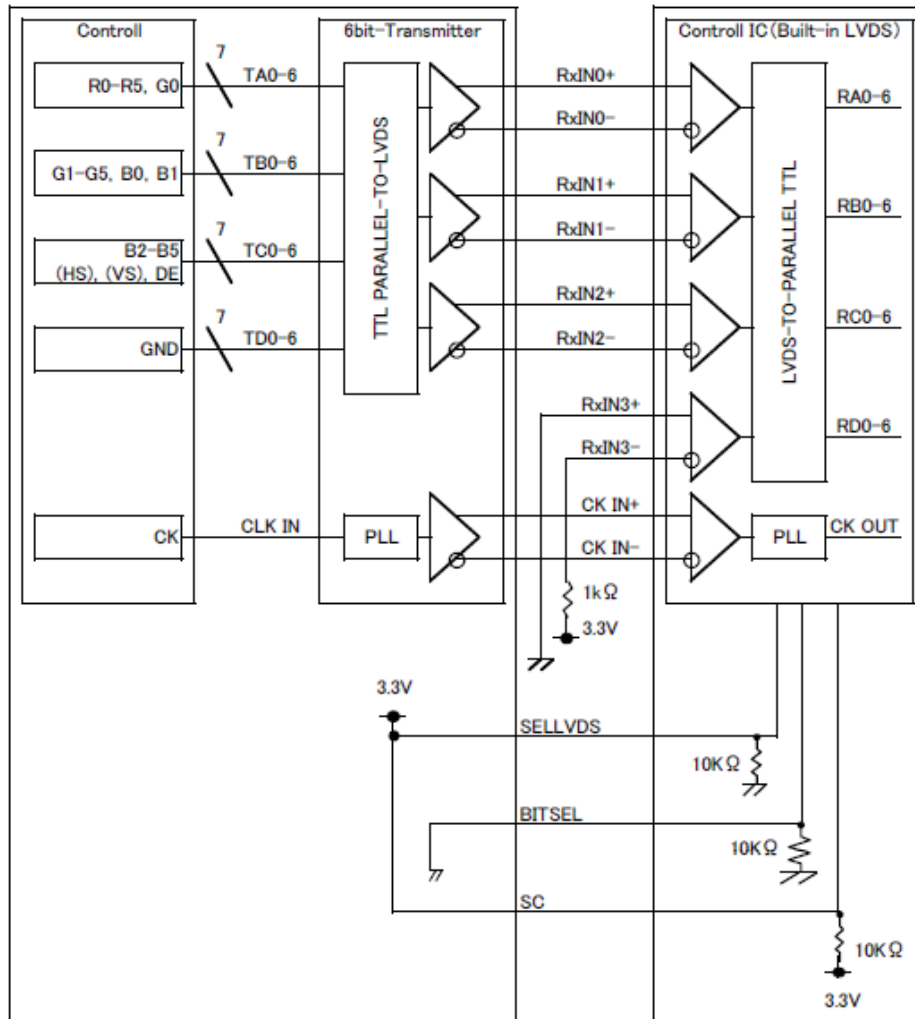 Controll
6bit-Transmitter
Controll IC(Built-in LVDS)
R0-R5, G0
7
TA0-6
RxIN0+
RA0-6
RxIN0-
G1-G5, B0, B1
7
TB0-6
RxIN1+
RB0-6
RxIN1-
B2-B5
(HS), (VS), DE
7
TC0-6
RxIN2+
RC0-6
RxIN2-
GND
7
TD0-6
TTL PARALLEL-TO-LVDS
LVDS-TO-PARALLEL TTL
RxIN3+
RD0-6
RxIN3-
CK
CLK IN
PLL
CK IN+
CK IN-
PLL
CK OUT
1kΩ
3.3V
3.3V
SELLVDS
10KΩ
BITSEL
10KΩ
SC
10KΩ
3.3V